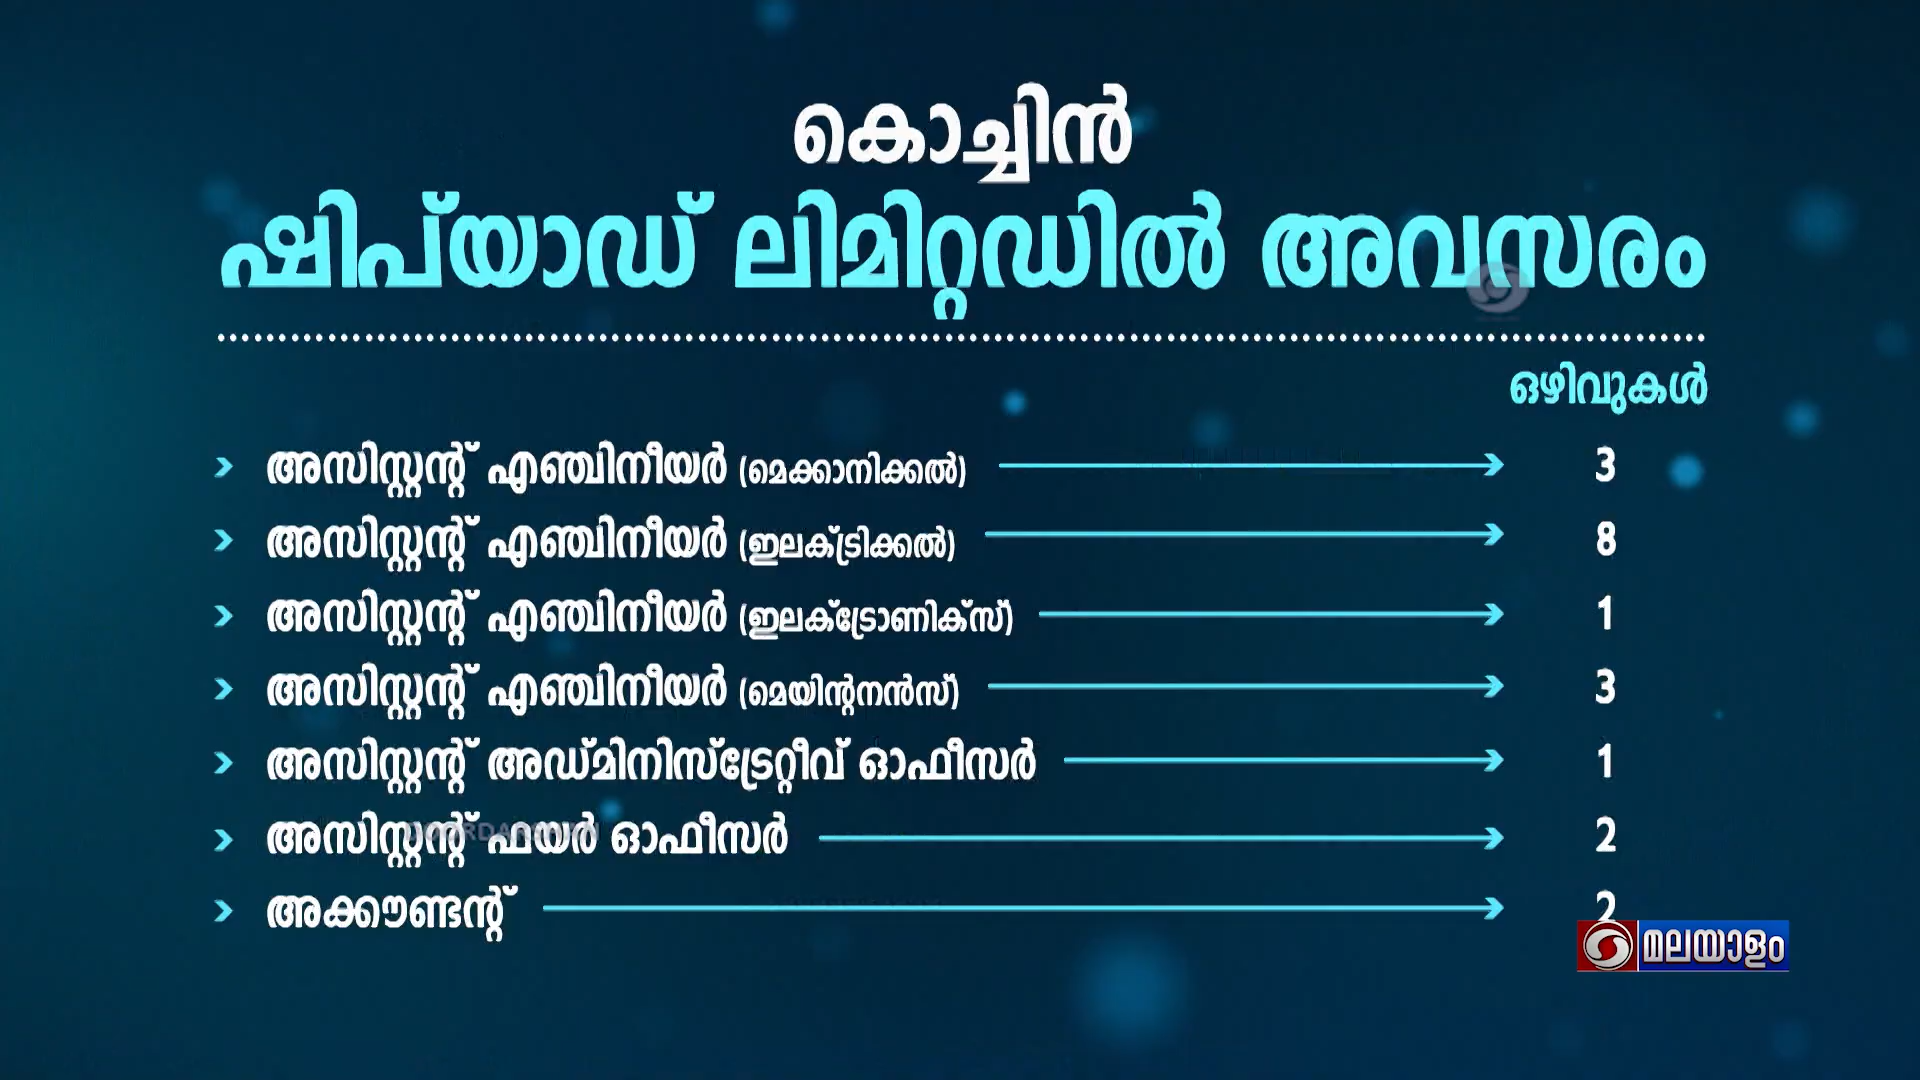 കൊച്ചിൻ
ഷിപ്‌യാഡ് ലിമിറ്റഡിൽ അവസരം
ഒഴിവുകൾ
അസിസ്റ്റന്റ് എഞ്ചിനീയർ (മെക്കാനിക്കൽ) 3
അസിസ്റ്റന്റ് എഞ്ചിനീയർ (ഇലക്ട്രിക്കൽ) 8
അസിസ്റ്റന്റ് എഞ്ചിനീയർ (ഇലക്ട്രോണിക്സ്) 1
അസിസ്റ്റന്റ് എഞ്ചിനീയർ (മെയിന്റനൻസ്) 3
അസിസ്റ്റന്റ് അഡ്മിനിസ്ട്രേറ്റീവ് ഓഫീസർ 1
അസിസ്റ്റന്റ് ഫയർ ഓഫീസർ 2
DOORDARSHAN
അക്കൗണ്ടന്റ് 2
മലയാളം